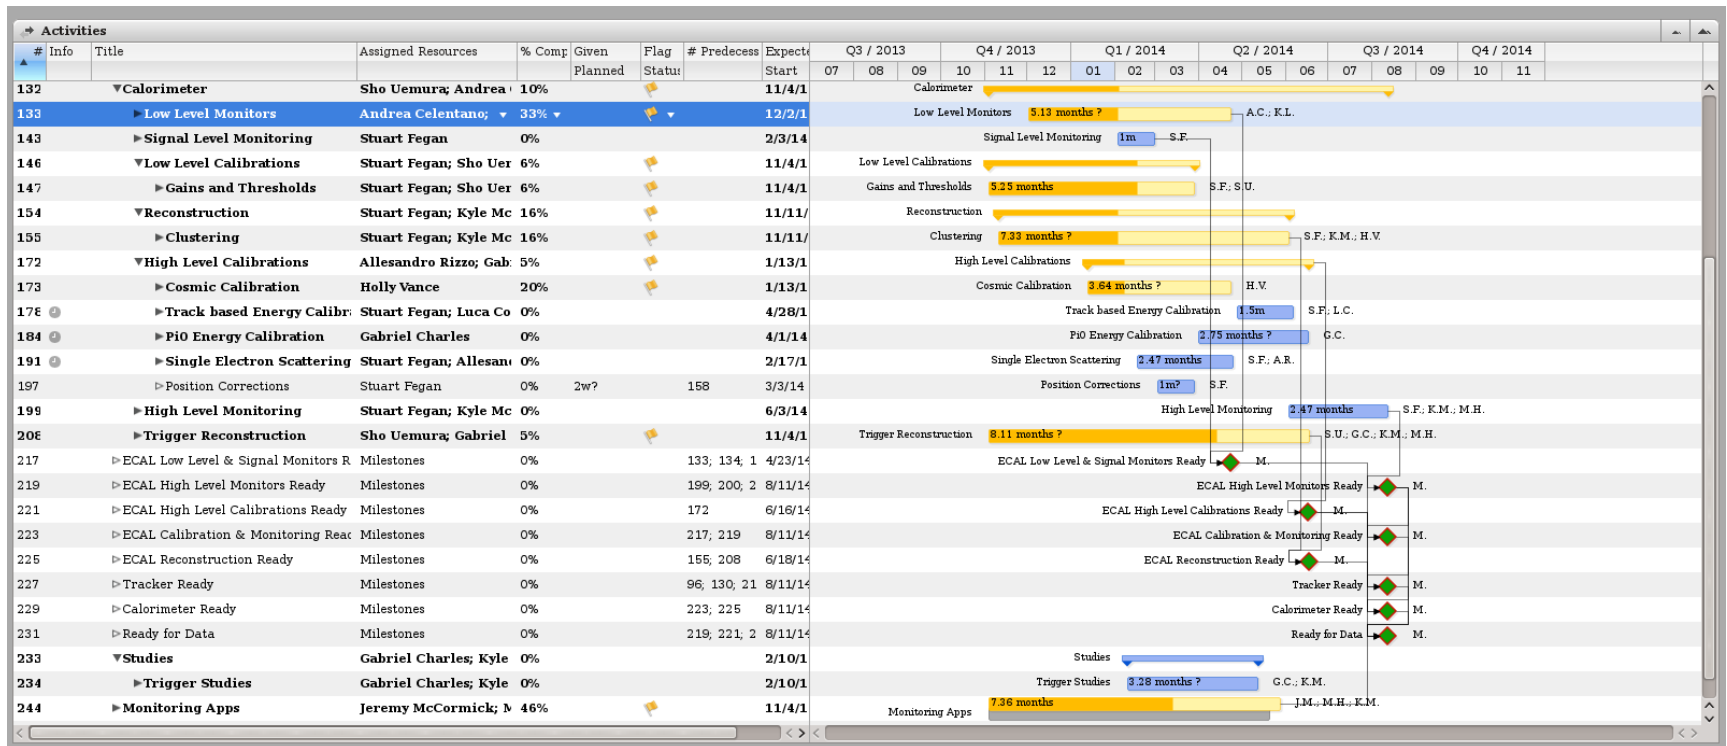 Activities
# Info Title Assigned Resources % Comp Given Flag # Predecess Expecte Q3 / 2013 Q4 / 2013 Q1 / 2014 Q2 / 2014 Q3 / 2014 Q4 / 2014
Planned Status Start 07 08 09 10 11 12 01 02 03 04 05 06 07 08 09 10 11
132 Calorimeter Sho Uemura; Andrea 10% 11/4/1 Calorimeter
133 Low Level Monitors Andrea Celentano; 33% 12/2/1 Low Level Monitors 5.13 months ? A.C.; K.L.
143 Signal Level Monitoring Stuart Fegan 0% 2/3/14 Signal Level Monitoring 1m S.F.
146 Low Level Calibrations Stuart Fegan; Sho Uer 6% 11/4/1 Low Level Calibrations
147 Gains and Thresholds Stuart Fegan; Sho Uer 6% 11/4/1 Gains and Thresholds 5.25 months S.F.; S.U.
154 Reconstruction Stuart Fegan; Kyle Mc 16% 11/11/ Reconstruction
155 Clustering Stuart Fegan; Kyle Mc 16% 11/11/ Clustering 7.33 months ? S.F.; K.M.; H.V.
172 High Level Calibrations Allesandro Rizzo; Gab 5% 1/13/1 High Level Calibrations
173 Cosmic Calibration Holly Vance 20% 1/13/1 Cosmic Calibration 3.64 months ? H.V.
178 Track based Energy Calibr Stuart Fegan; Luca Co 0% 4/28/1 Track based Energy Calibration 1.5m S.F.; L.C.
184 Pi0 Energy Calibration Gabriel Charles 0% 4/1/14 Pi0 Energy Calibration 2.75 months ? G.C.
191 Single Electron Scattering Stuart Fegan; Allesan 0% 2/17/1 Single Electron Scattering 2.47 months S.F.; A.R.
197 Position Corrections Stuart Fegan 0% 2w? 158 3/3/14 Position Corrections 1m? S.F.
199 High Level Monitoring Stuart Fegan; Kyle Mc 0% 6/3/14 High Level Monitoring 2.47 months S.F.; K.M.; M.H.
208 Trigger Reconstruction Sho Uemura; Gabriel 5% 11/4/1 Trigger Reconstruction 8.11 months ? S.U.; G.C.; K.M.; M.H.
217 ECAL Low Level & Signal Monitors R Milestones 0% 133; 134; 1 4/23/14 ECAL Low Level & Signal Monitors Ready M.
219 ECAL High Level Monitors Ready Milestones 0% 199; 200; 2 8/11/14 ECAL High Level Monitors Ready M.
221 ECAL High Level Calibrations Ready Milestones 0% 172 6/16/14 ECAL High Level Calibrations Ready M.
223 ECAL Calibration & Monitoring Reac Milestones 0% 217; 219 8/11/14 ECAL Calibration & Monitoring Ready M.
225 ECAL Reconstruction Ready Milestones 0% 155; 208 6/18/14 ECAL Reconstruction Ready M.
227 Tracker Ready Milestones 0% 96; 130; 21 8/11/14 Tracker Ready M.
229 Calorimeter Ready Milestones 0% 223; 225 8/11/14 Calorimeter Ready M.
231 Ready for Data Milestones 0% 219; 221; 2 8/11/14 Ready for Data M.
233 Studies Gabriel Charles; Kyle 0% 2/10/1 Studies
234 Trigger Studies Gabriel Charles; Kyle 0% 2/10/1 Trigger Studies 3.28 months ? G.C.; K.M.
244 Monitoring Apps Jeremy McCormick; M 46% 11/4/1 Monitoring Apps 7.36 months J.M.; M.H.; K.M.